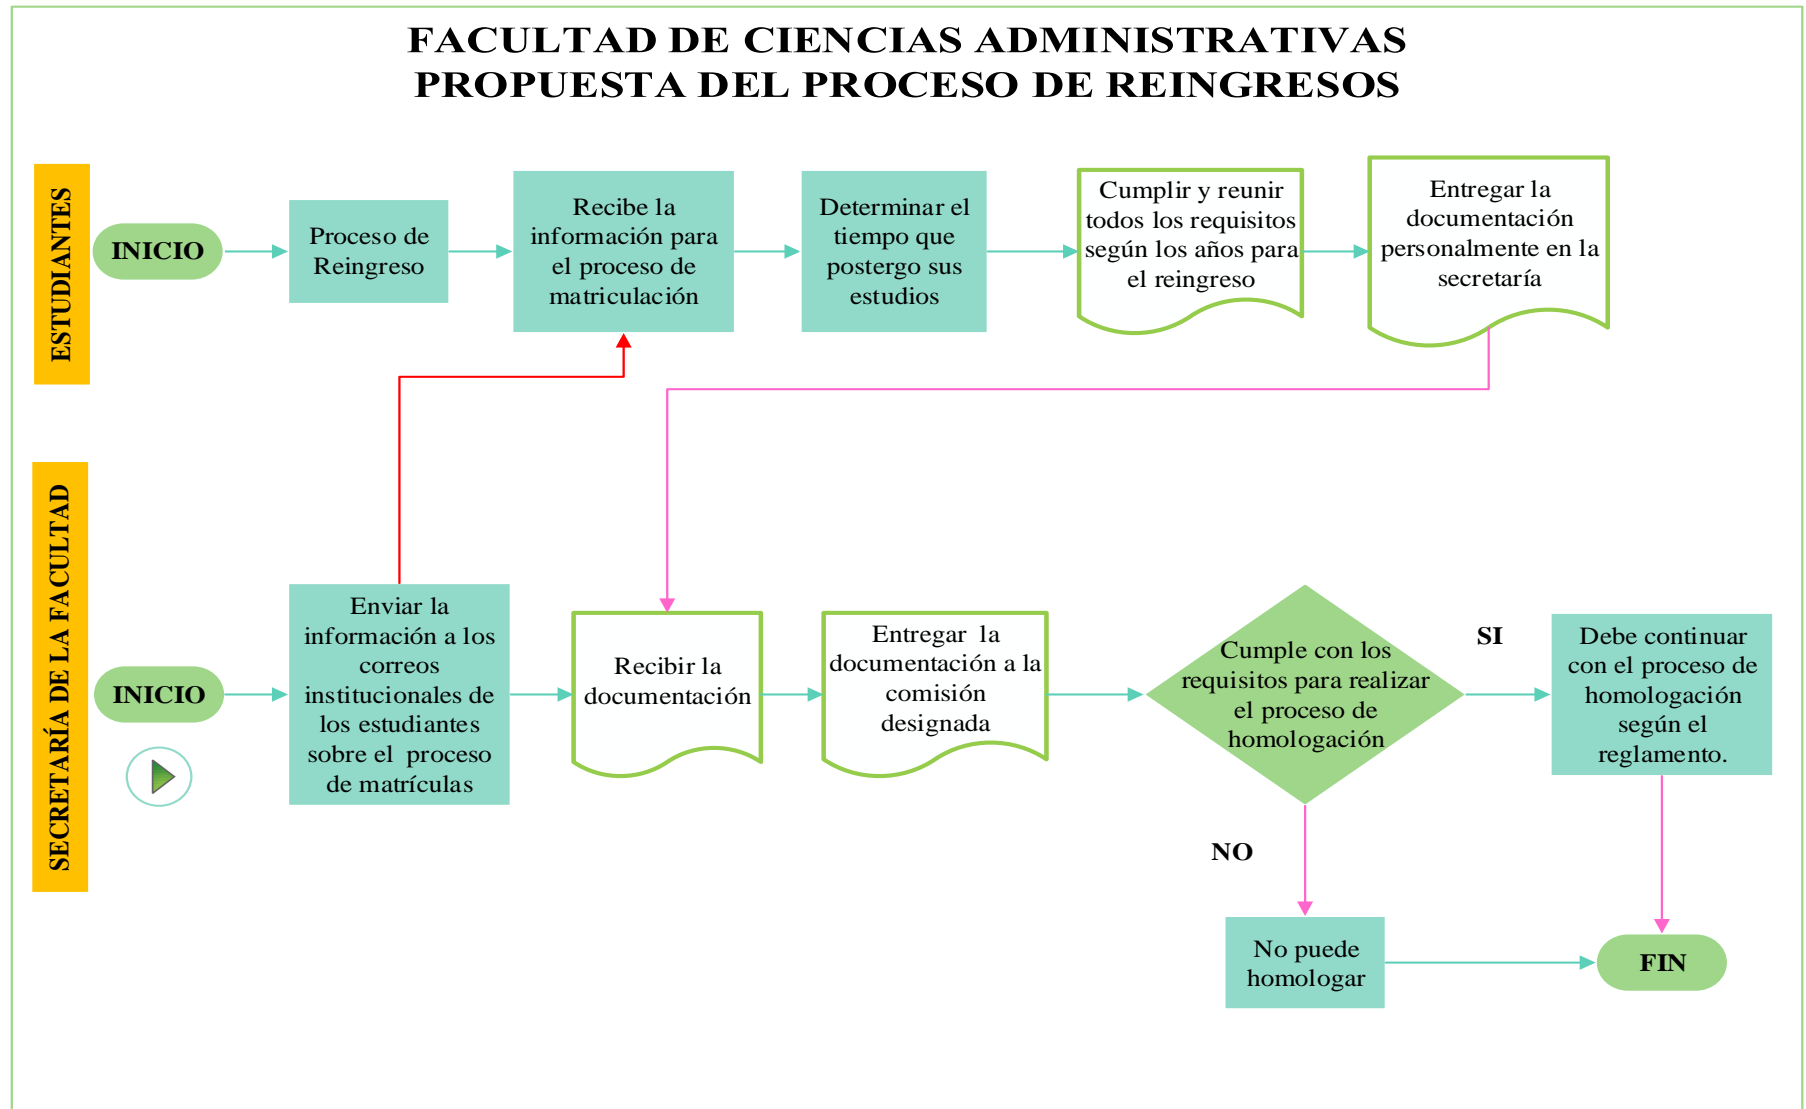 FACULTAD DE CIENCIAS ADMINISTRATIVAS
PROPUESTA DEL PROCESO DE REINGRESOS
ESTUDIANTES
INICIO
Proceso de
Reingreso
Recibe la
información para
el proceso de
matriculación
Determinar el
tiempo que
postergo sus
estudios
Cumplir y reunir
todos los requisitos
según los años para
el reingreso
Entregar la
documentación
personalmente en la
secretaría
SECRETARÍA DE LA FACULTAD
INICIO
Enviar la
información a los
correos
institucionales de
los estudiantes
sobre el proceso
de matrículas
Recibir la
documentación
Entregar la
documentación a la
comisión
designada
Cumple con los
requisitos para realizar
el proceso de
homologación
SI
Debe continuar
con el proceso de
homologación
según el
reglamento.
NO
No puede
homologar
FIN